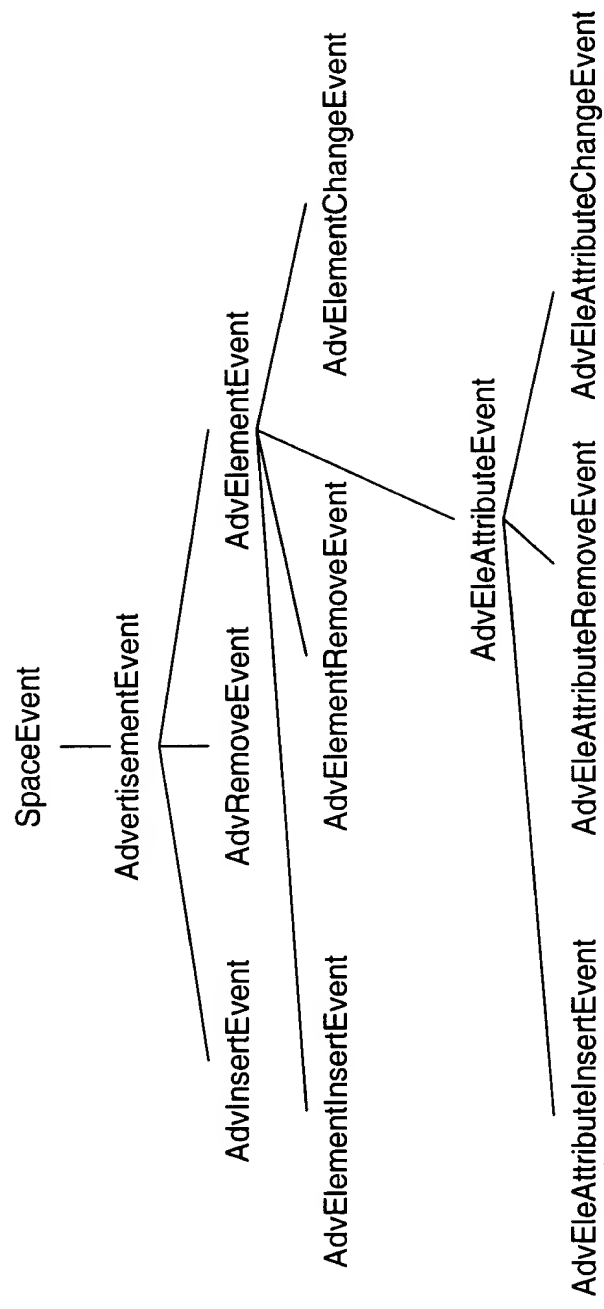 SpaceEvent
AdvertisementEvent
AdvInsertEvent
AdvRemoveEvent
AdvElementEvent
AdvElementInsertEvent
AdvElementRemoveEvent
AdvElementChangeEvent
AdvEleAttributeEvent
AdvEleAttributeInsertEvent
AdvEleAttributeRemoveEvent
AdvEleAttributeChangeEvent